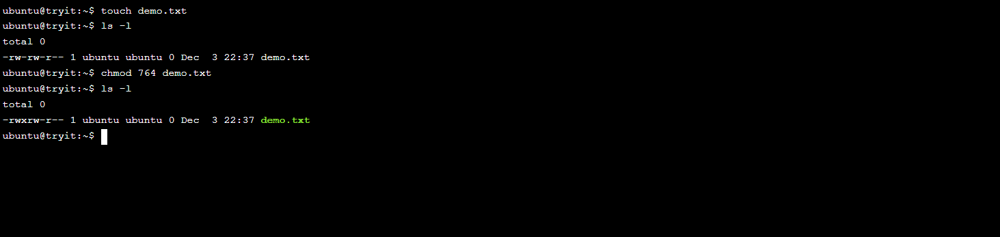 ubuntu@tryit:~$ touch demo.txt
ubuntu@tryit:~$ ls -l
total 0
-rw-rw-r-- 1 ubuntu ubuntu 0 Dec  3 22:37 demo.txt
ubuntu@tryit:~$ chmod 764 demo.txt
ubuntu@tryit:~$ ls -l
total 0
-rwxrw-r-- 1 ubuntu ubuntu 0 Dec  3 22:37 demo.txt
ubuntu@tryit:~$